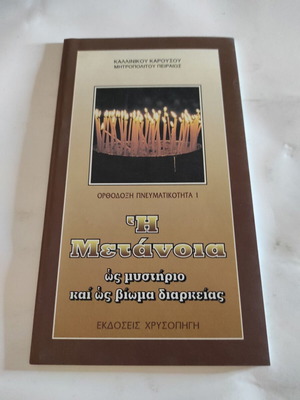 ΚΑΛΛΙΝΙΚΟΥ ΚΑΡΟΥΣΟΥ
ΜΗΤΡΟΠΟΛΙΤΟΥ ΠΕΙΡΑΙΩΣ
ΟΡΘΟΔΟΞΗ ΠΝΕΥΜΑΤΙΚΟΤΗΤΑ 1
Ἡ
Μετάνοια
ὡς μυστήριο
καί ὡς βίωμα διαρκείας
ΕΚΔΟΣΕΙΣ ΧΡΥΣΟΠΗΓΗ